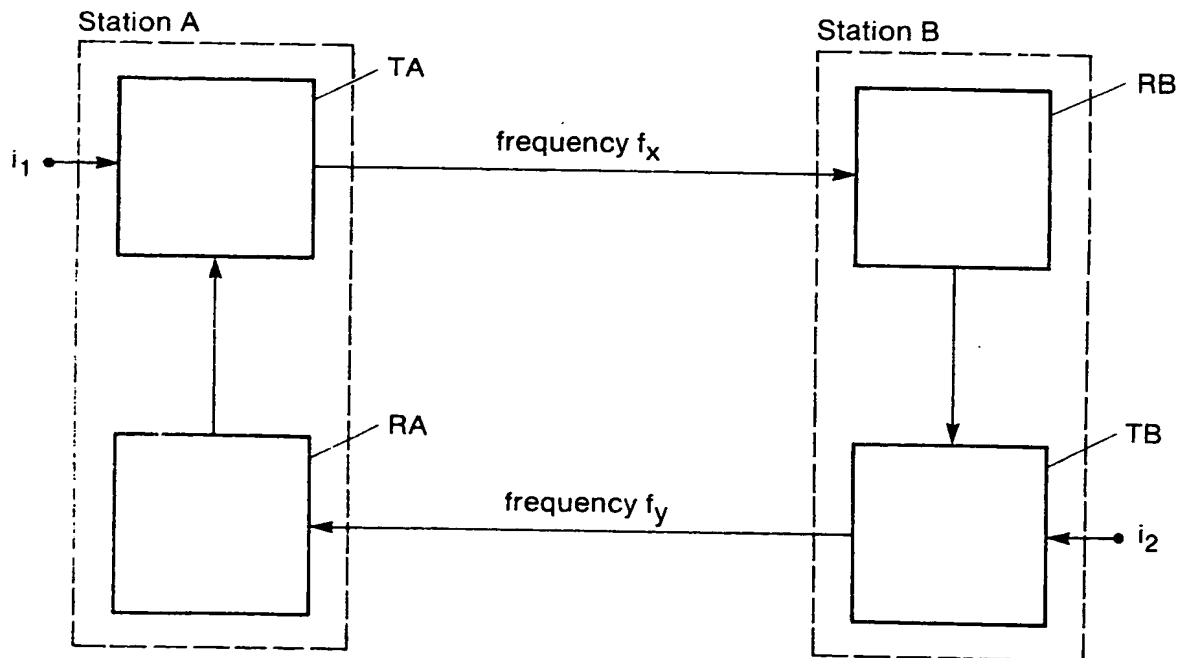 Station A
Station B
TA
RB
frequency fx
i1
RA
TB
frequency fy
i2